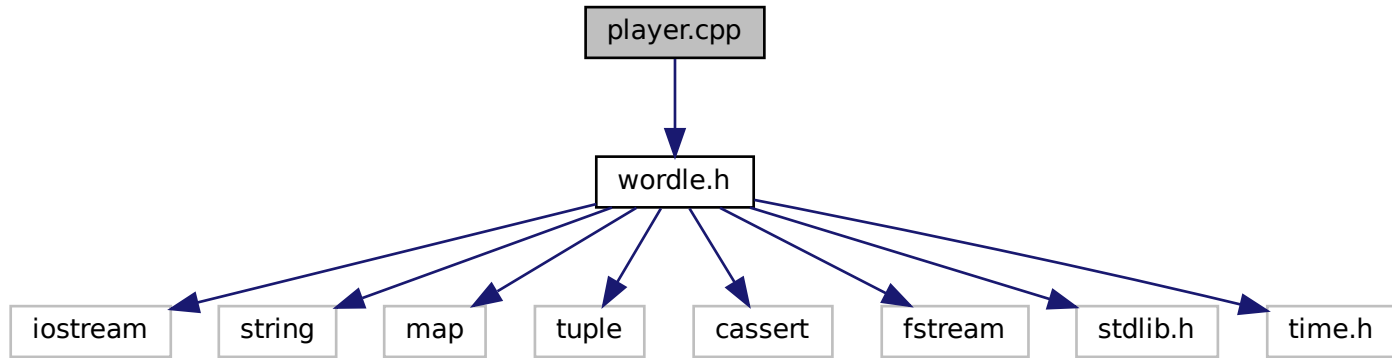 player.cpp
wordle.h
iostream
string
map
tuple
cassert
fstream
stdlib.h
time.h